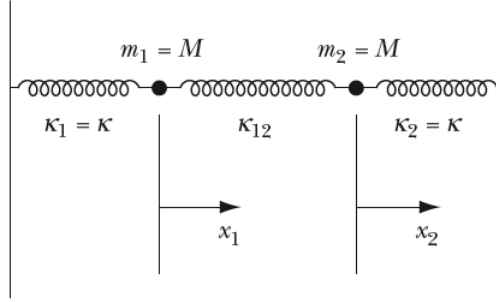 m₁ = M
m₂ = M
κ₁ = κ
κ₁₂
κ₂ = κ
x₁
x₂